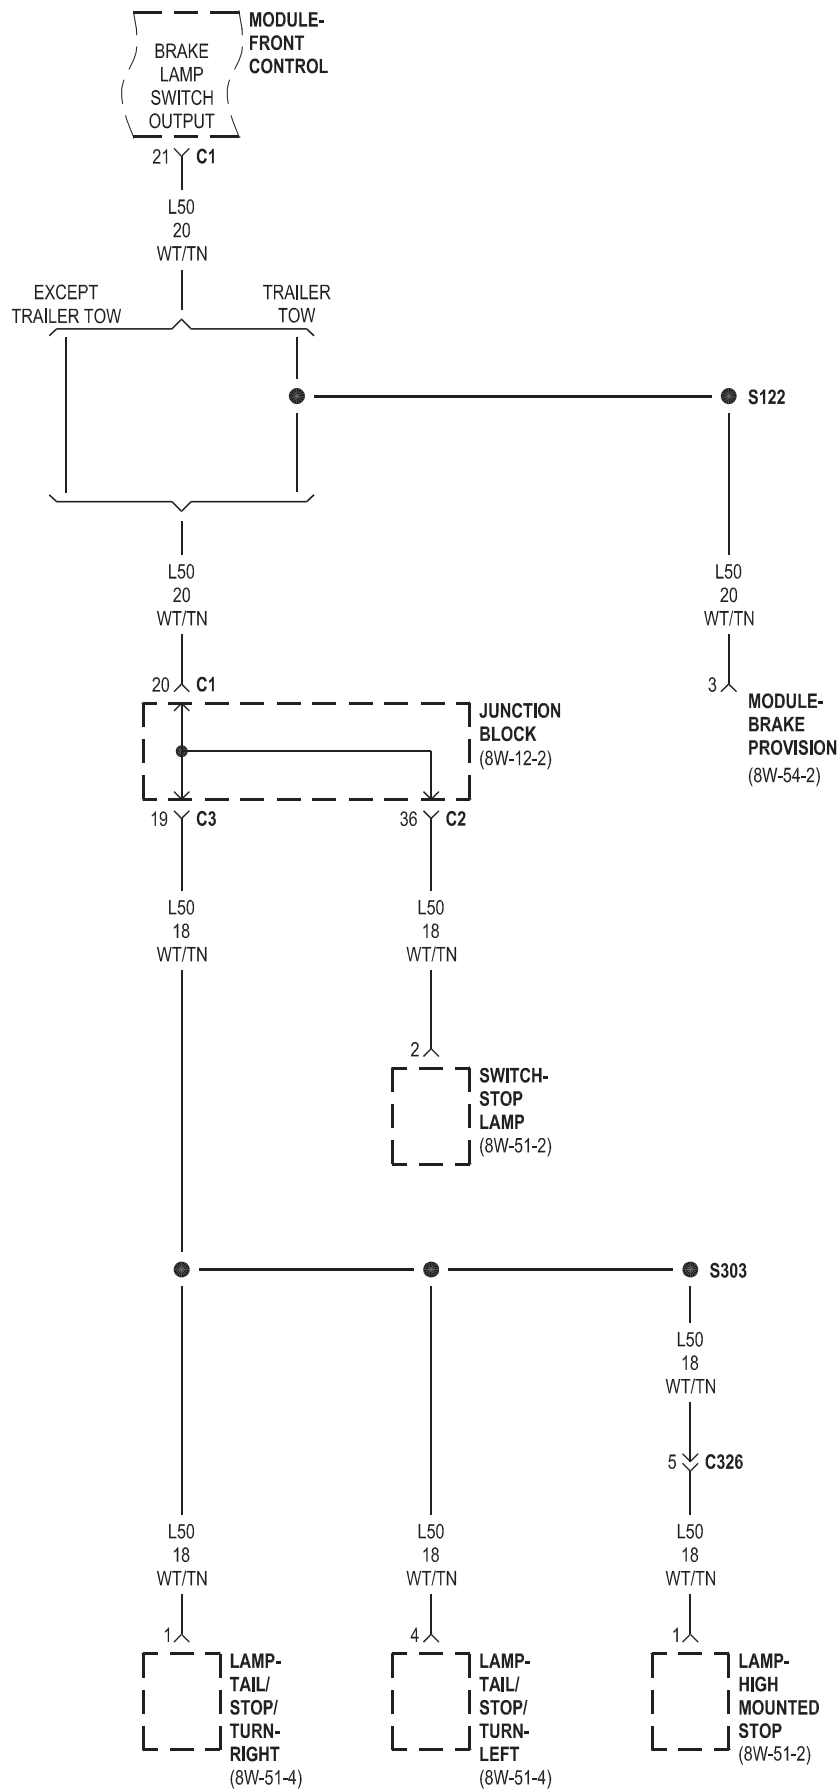 MODULE-
FRONT
CONTROL
BRAKE
LAMP
SWITCH
OUTPUT
21 C1
L50
20
WT/TN
EXCEPT
TRAILER TOW
TRAILER
TOW
S122
L50
20
WT/TN
L50
20
WT/TN
20 C1
3
MODULE-
BRAKE
PROVISION
(8W-54-2)
JUNCTION
BLOCK
(8W-12-2)
19 C3
36 C2
L50
18
WT/TN
L50
18
WT/TN
2
SWITCH-
STOP
LAMP
(8W-51-2)
S303
L50
18
WT/TN
5 C326
L50
18
WT/TN
L50
18
WT/TN
L50
18
WT/TN
1
LAMP-
TAIL/
STOP/
TURN-
RIGHT
(8W-51-4)
4
LAMP-
TAIL/
STOP/
TURN-
LEFT
(8W-51-4)
1
LAMP-
HIGH
MOUNTED
STOP
(8W-51-2)